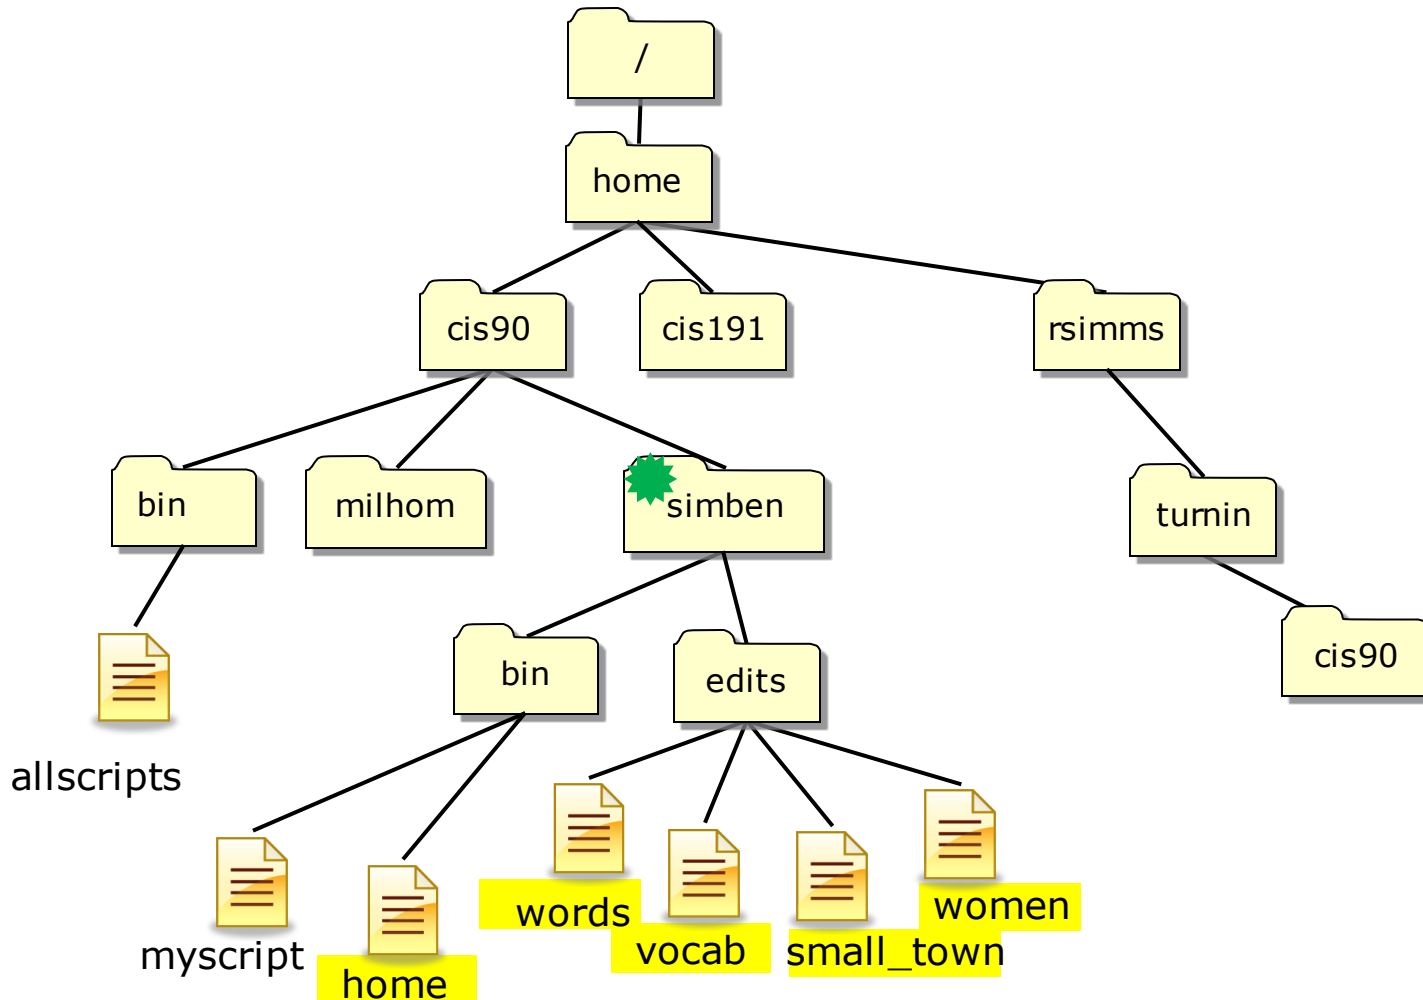 /
home
cis90
cis191
rsimms
bin
milhom
simben
turnin
bin
edits
cis90
allscripts
myscript
home
words
vocab
small_town
women